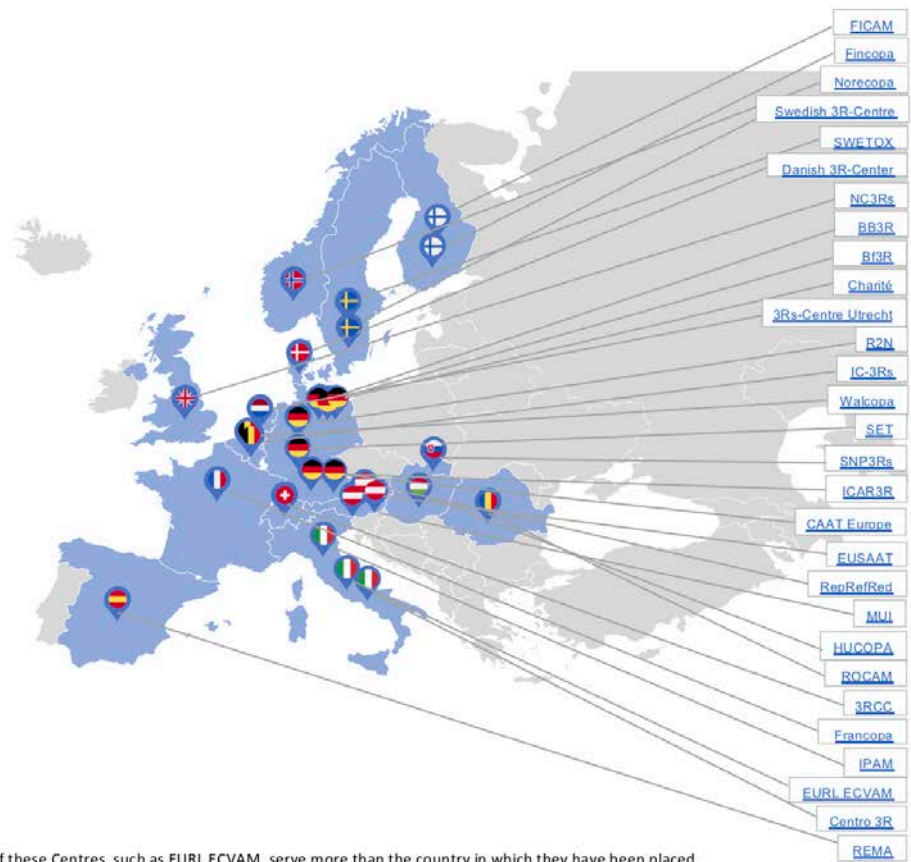 FICAM
Fincopa
Norecopa
Swedish 3R-Centre
SWETOX
Danish 3R-Center
NC3Rs
BB3R
Bf3R
Charité
3Rs-Centre Utrecht
R2N
IC-3Rs
Walcopa
SET
SNP3Rs
ICAR3R
CAAT Europe
EUSAAT
RepRefRed
MUI
HUCOPA
ROCAM
3RCC
Francopa
IPAM
EURL ECVAM
Centro 3R
REMA
f these Centres, such as EURL ECVAM, serve more than the country in which they have been placed